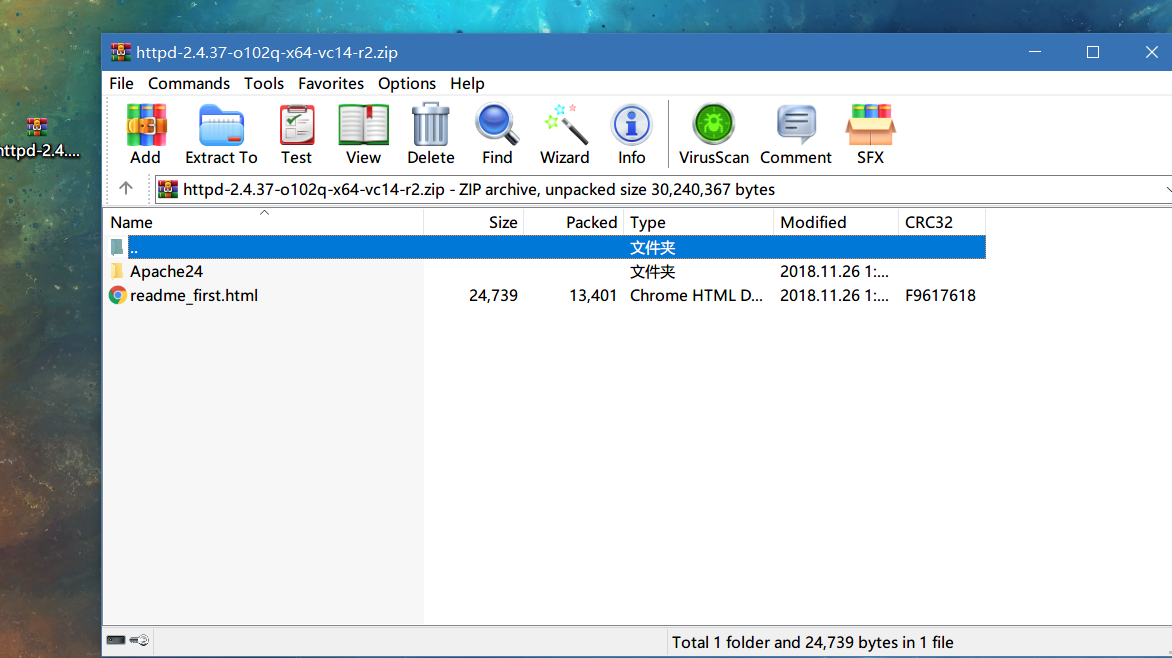 httpd-2.4.37-o102q-x64-vc14-r2.zip
File Commands Tools Favorites Options Help
Add Extract To Test View Delete Find Wizard Info VirusScan Comment SFX
httpd-2.4....
httpd-2.4.37-o102q-x64-vc14-r2.zip - ZIP archive, unpacked size 30,240,367 bytes
Name Size Packed Type Modified CRC32
.. 文件夹
Apache24 文件夹 2018.11.26 1:...
readme_first.html 24,739 13,401 Chrome HTML D... 2018.11.26 1:... F9617618
Total 1 folder and 24,739 bytes in 1 file